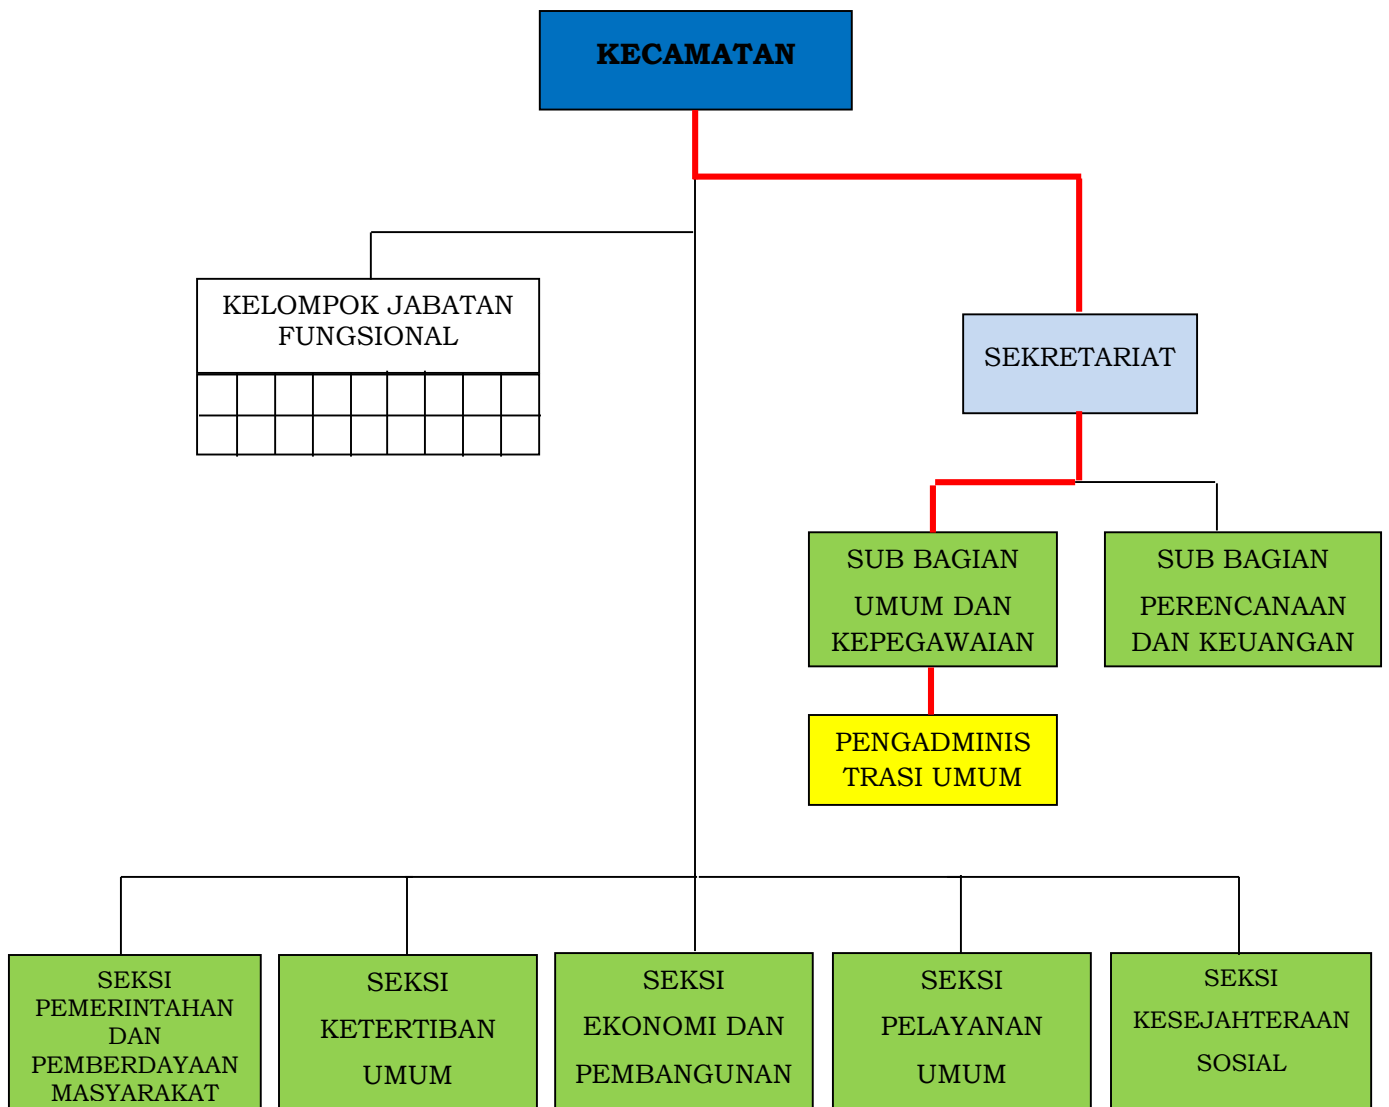 KECAMATAN
KELOMPOK JABATAN
FUNGSIONAL
SEKRETARIAT
SUB BAGIAN
UMUM DAN
KEPEGAWAIAN
SUB BAGIAN
PERENCANAAN
DAN KEUANGAN
PENGADMINIS
TRASI UMUM
SEKSI
PEMERINTAHAN
DAN
PEMBERDAYAAN
MASYARAKAT
SEKSI
KETERTIBAN
UMUM
SEKSI
EKONOMI DAN
PEMBANGUNAN
SEKSI
PELAYANAN
UMUM
SEKSI
KESEJAHTERAAN
SOSIAL